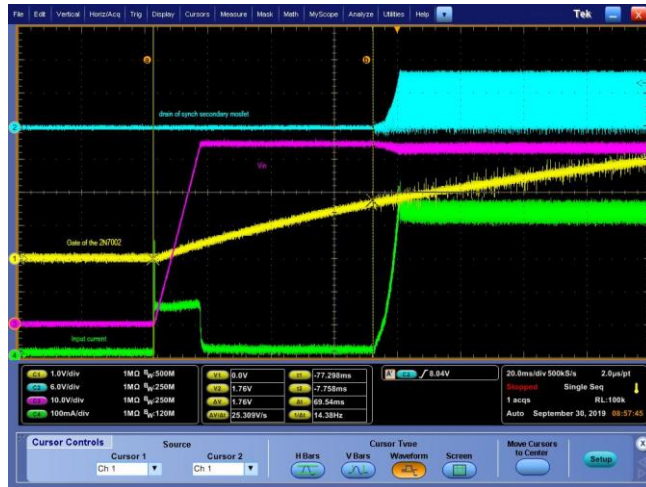 File Edit Vertical Horiz/Acq Trig Display Cursors Measure Mask Math MyScope Analyze Utilities Help Tek X
a b
2 drain of synch secondary mosfet
Vin
Gate of the 2N7002
1
Input current
4
C1 1.0V/div 1MΩ BW:500M
C2 6.0V/div 1MΩ BW:250M
C3 10.0V/div 1MΩ BW:250M
C4 100mA/div 1MΩ BW:120M
V1 0.0V t1 -77.298ms
V2 1.76V t2 -7.758ms
ΔV 1.76V Δt 69.54ms
ΔV/Δt 25.309V/s 1/Δt 14.38Hz
A' C2 8.04V
20.0ms/div 500kS/s 2.0µs/pt
Stopped Single Seq
1 acqs RL:100k
Auto September 30, 2019 08:57:45
Cursor Controls Source Cursor Type Move Cursors to Center X
Cursor 1 Cursor 2 H Bars V Bars Waveform Screen Setup
Ch 1 Ch 1